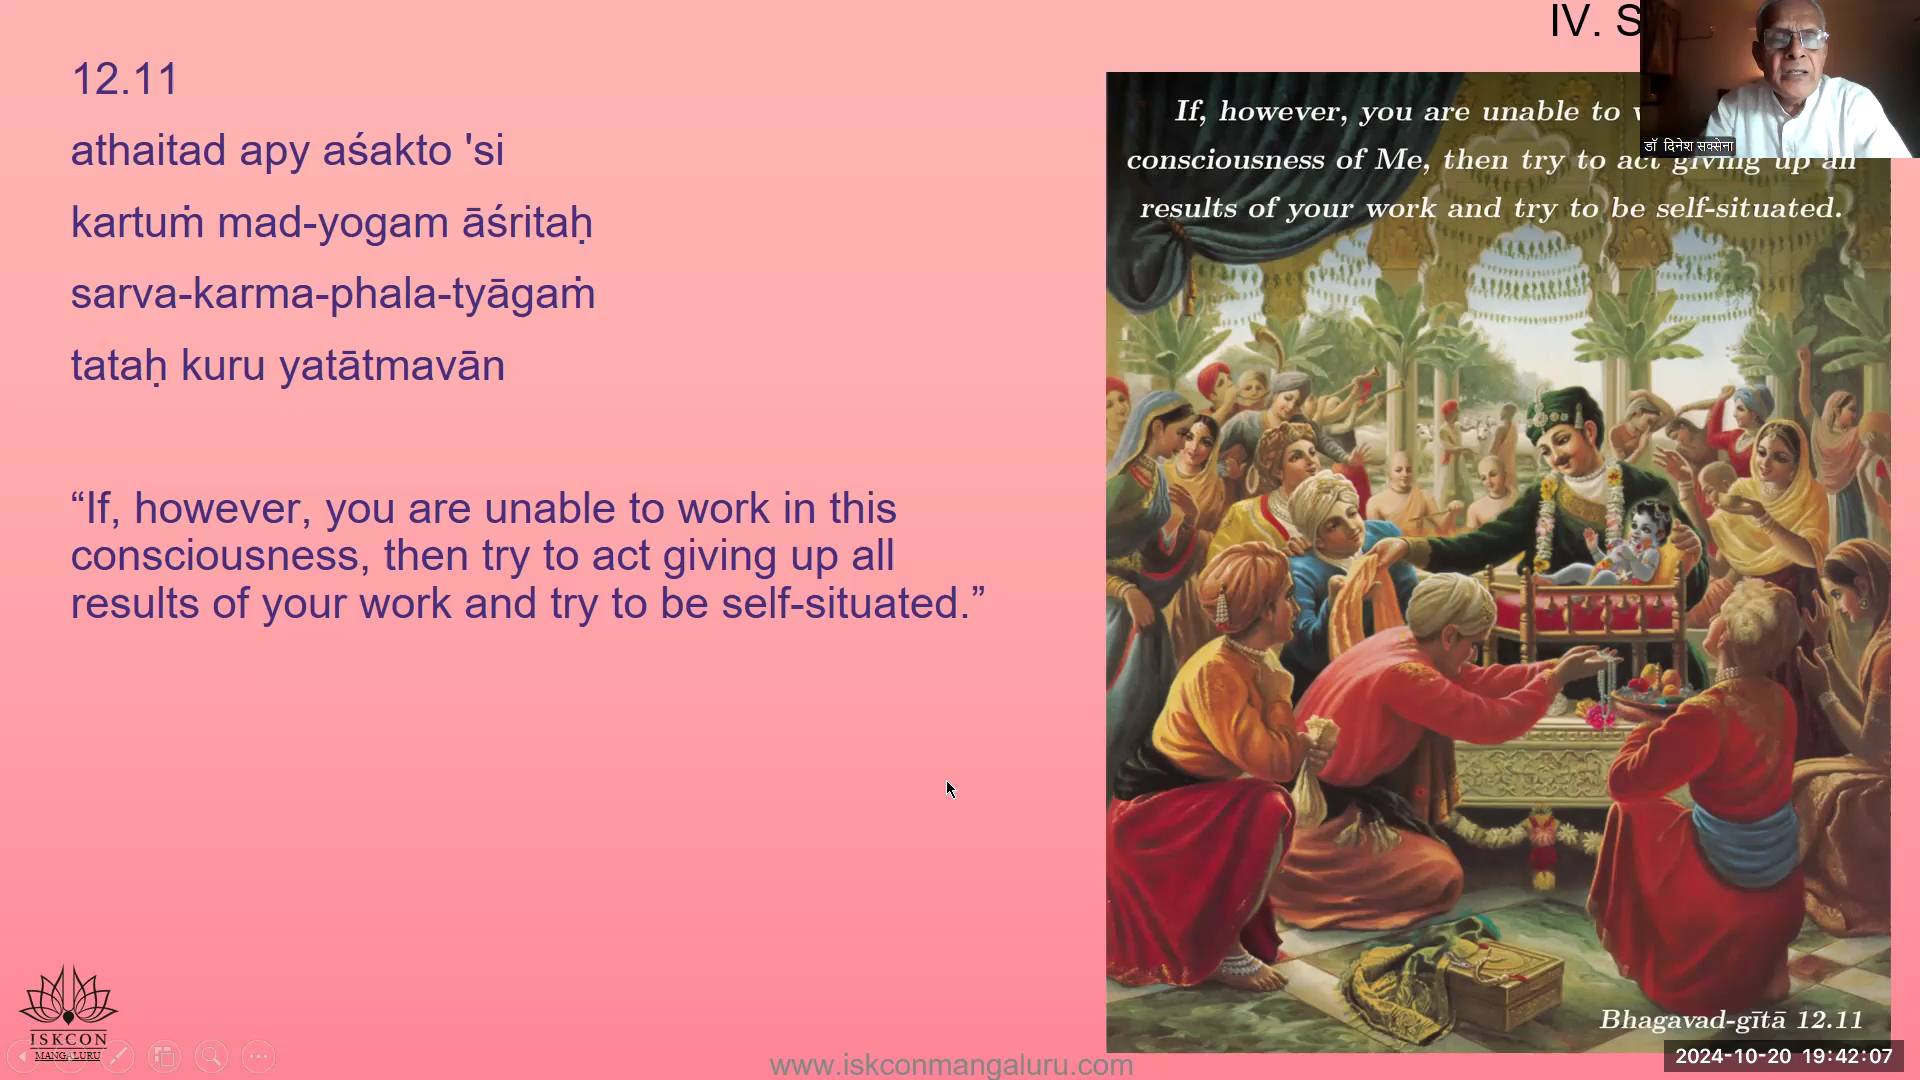 IV. S
12.11
athaitad apy aśakto 'si
kartuṁ mad-yogam āśritaḥ
sarva-karma-phala-tyāgaṁ
tataḥ kuru yatātmavān
“If, however, you are unable to work in this
consciousness, then try to act giving up all
results of your work and try to be self-situated.”
If, however, you are unable to
consciousness of Me, then try to act giving up all
results of your work and try to be self-situated.
Bhagavad-gītā 12.11
डॉ दिनेश सक्सेना
ISKCON
MANGALURU
www.iskconmangaluru.com
2024-10-20 19:42:07